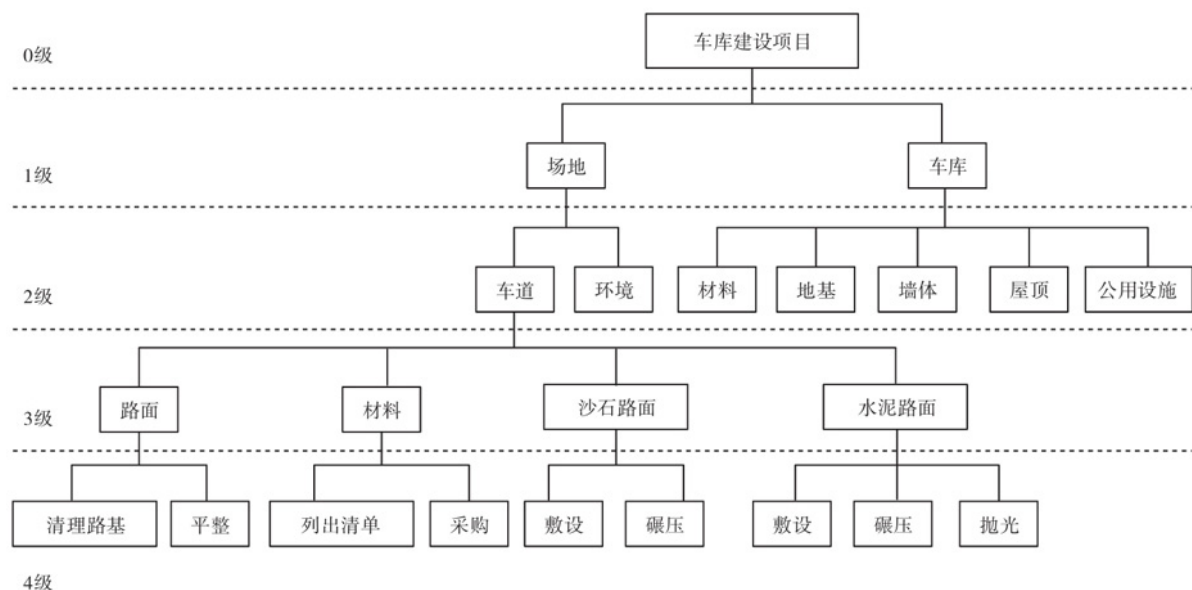 0级
车库建设项目
1级
场地
车库
2级
车道
环境
材料
地基
墙体
屋顶
公用设施
3级
路面
材料
沙石路面
水泥路面
清理路基
平整
列出清单
采购
敷设
碾压
敷设
碾压
抛光
4级